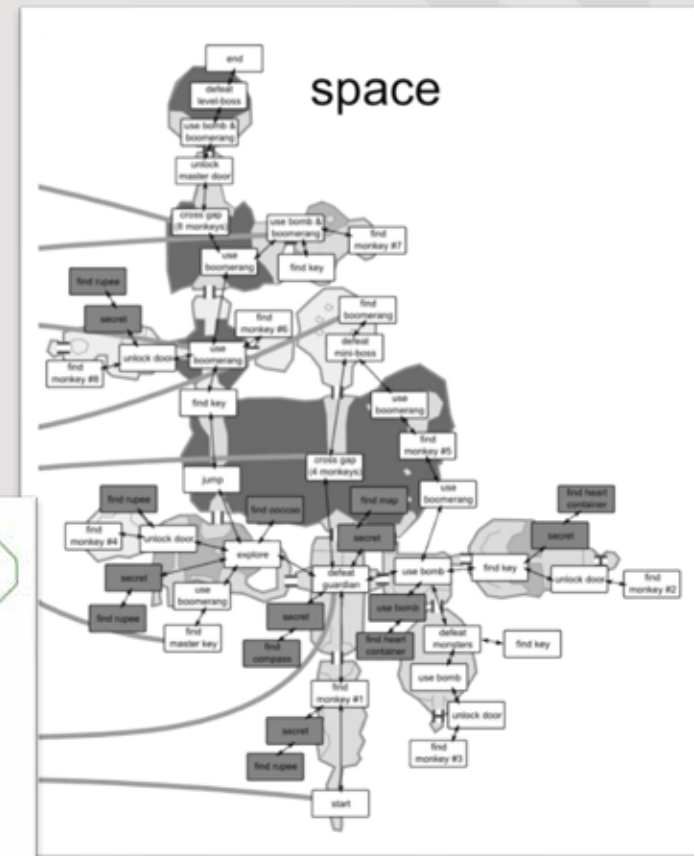 space
end
defeat
level-boss
use bomb &
boomerang
unlock
master door
cross gap
(8 monkeys)
use bomb &
boomerang
find
monkey #7
use
boomerang
find key
find rupee
secret
find
monkey #6
find
boomerang
unlock door
use
boomerang
defeat
mini-boss
find
monkey #8
find key
use
boomerang
find
monkey #5
cross gap
(4 monkeys)
jump
use
boomerang
find rupee
find ooccoo
find map
find heart
container
find
monkey #4
unlock door
secret
secret
explore
secret
defeat
guardian
use bomb
find key
unlock door
find
monkey #2
use
boomerang
find rupee
secret
use bomb
find
master key
find
compass
find heart
container
defeat
monsters
find key
use bomb
find
monkey #1
secret
unlock door
find rupee
find
monkey #3
start